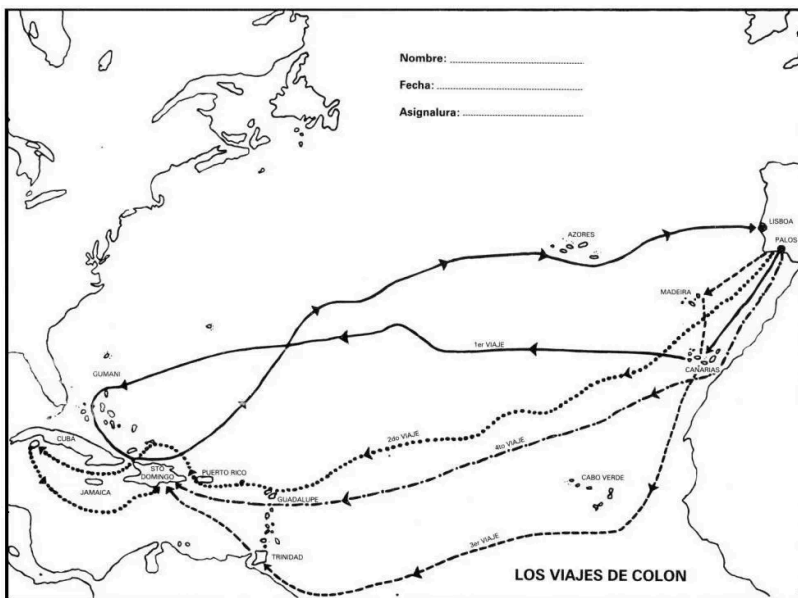 Nombre:
Fecha:
Asignalura:
LISBOA
AZORES
PALOS
MADEIRA
1er VIAJE
CANARIAS
GUMANI
2do VIAJE
CUBA
4to VIAJE
STO
DOMINGO
PUERTO RICO
CABO VERDE
JAMAICA
GUADALUPE
3er VIAJE
TRINIDAD
LOS VIAJES DE COLON